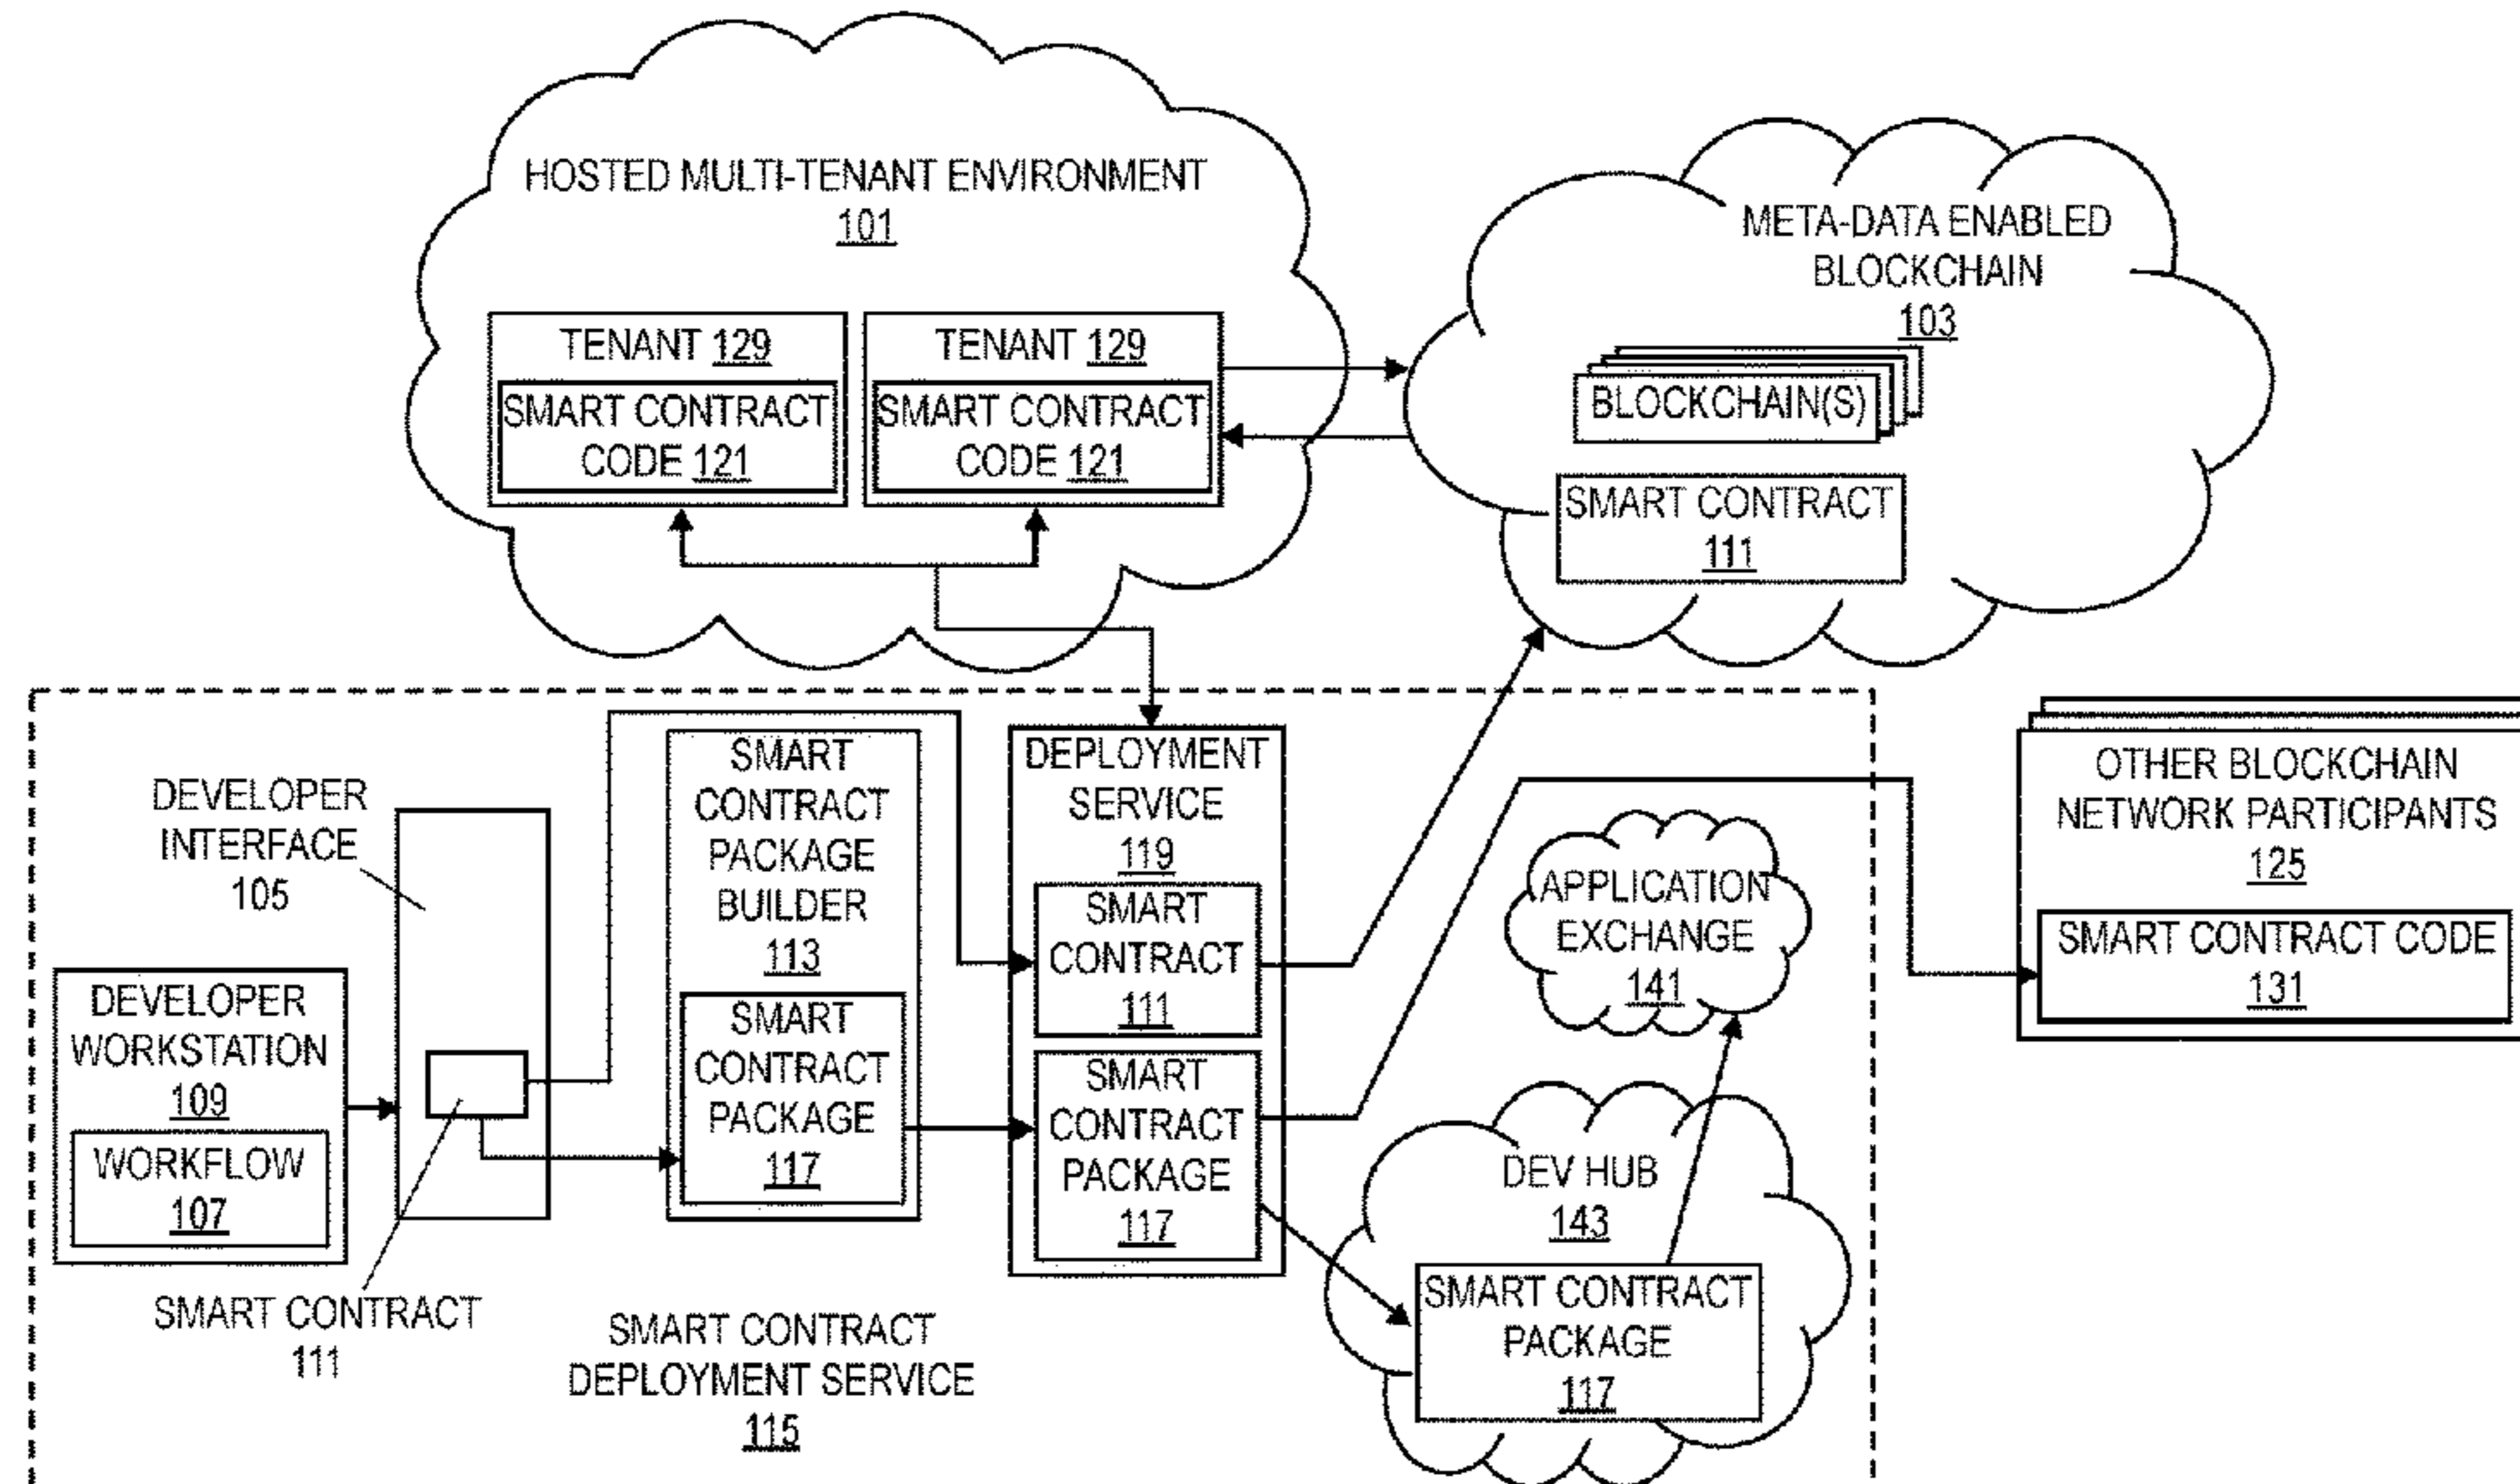 HOSTED MULTI-TENANT ENVIRONMENT
101
TENANT 129
SMART CONTRACT
CODE 121
TENANT 129
SMART CONTRACT
CODE 121
META-DATA ENABLED
BLOCKCHAIN
103
BLOCKCHAIN(S)
SMART CONTRACT
111
DEVELOPER
INTERFACE
105
DEVELOPER
WORKSTATION
109
WORKFLOW
107
SMART CONTRACT
111
SMART
CONTRACT
PACKAGE
BUILDER
113
SMART
CONTRACT
PACKAGE
117
SMART CONTRACT
DEPLOYMENT SERVICE
115
DEPLOYMENT
SERVICE
119
SMART
CONTRACT
111
SMART
CONTRACT
PACKAGE
117
APPLICATION
EXCHANGE
141
DEV HUB
143
SMART CONTRACT
PACKAGE
117
OTHER BLOCKCHAIN
NETWORK PARTICIPANTS
125
SMART CONTRACT CODE
131